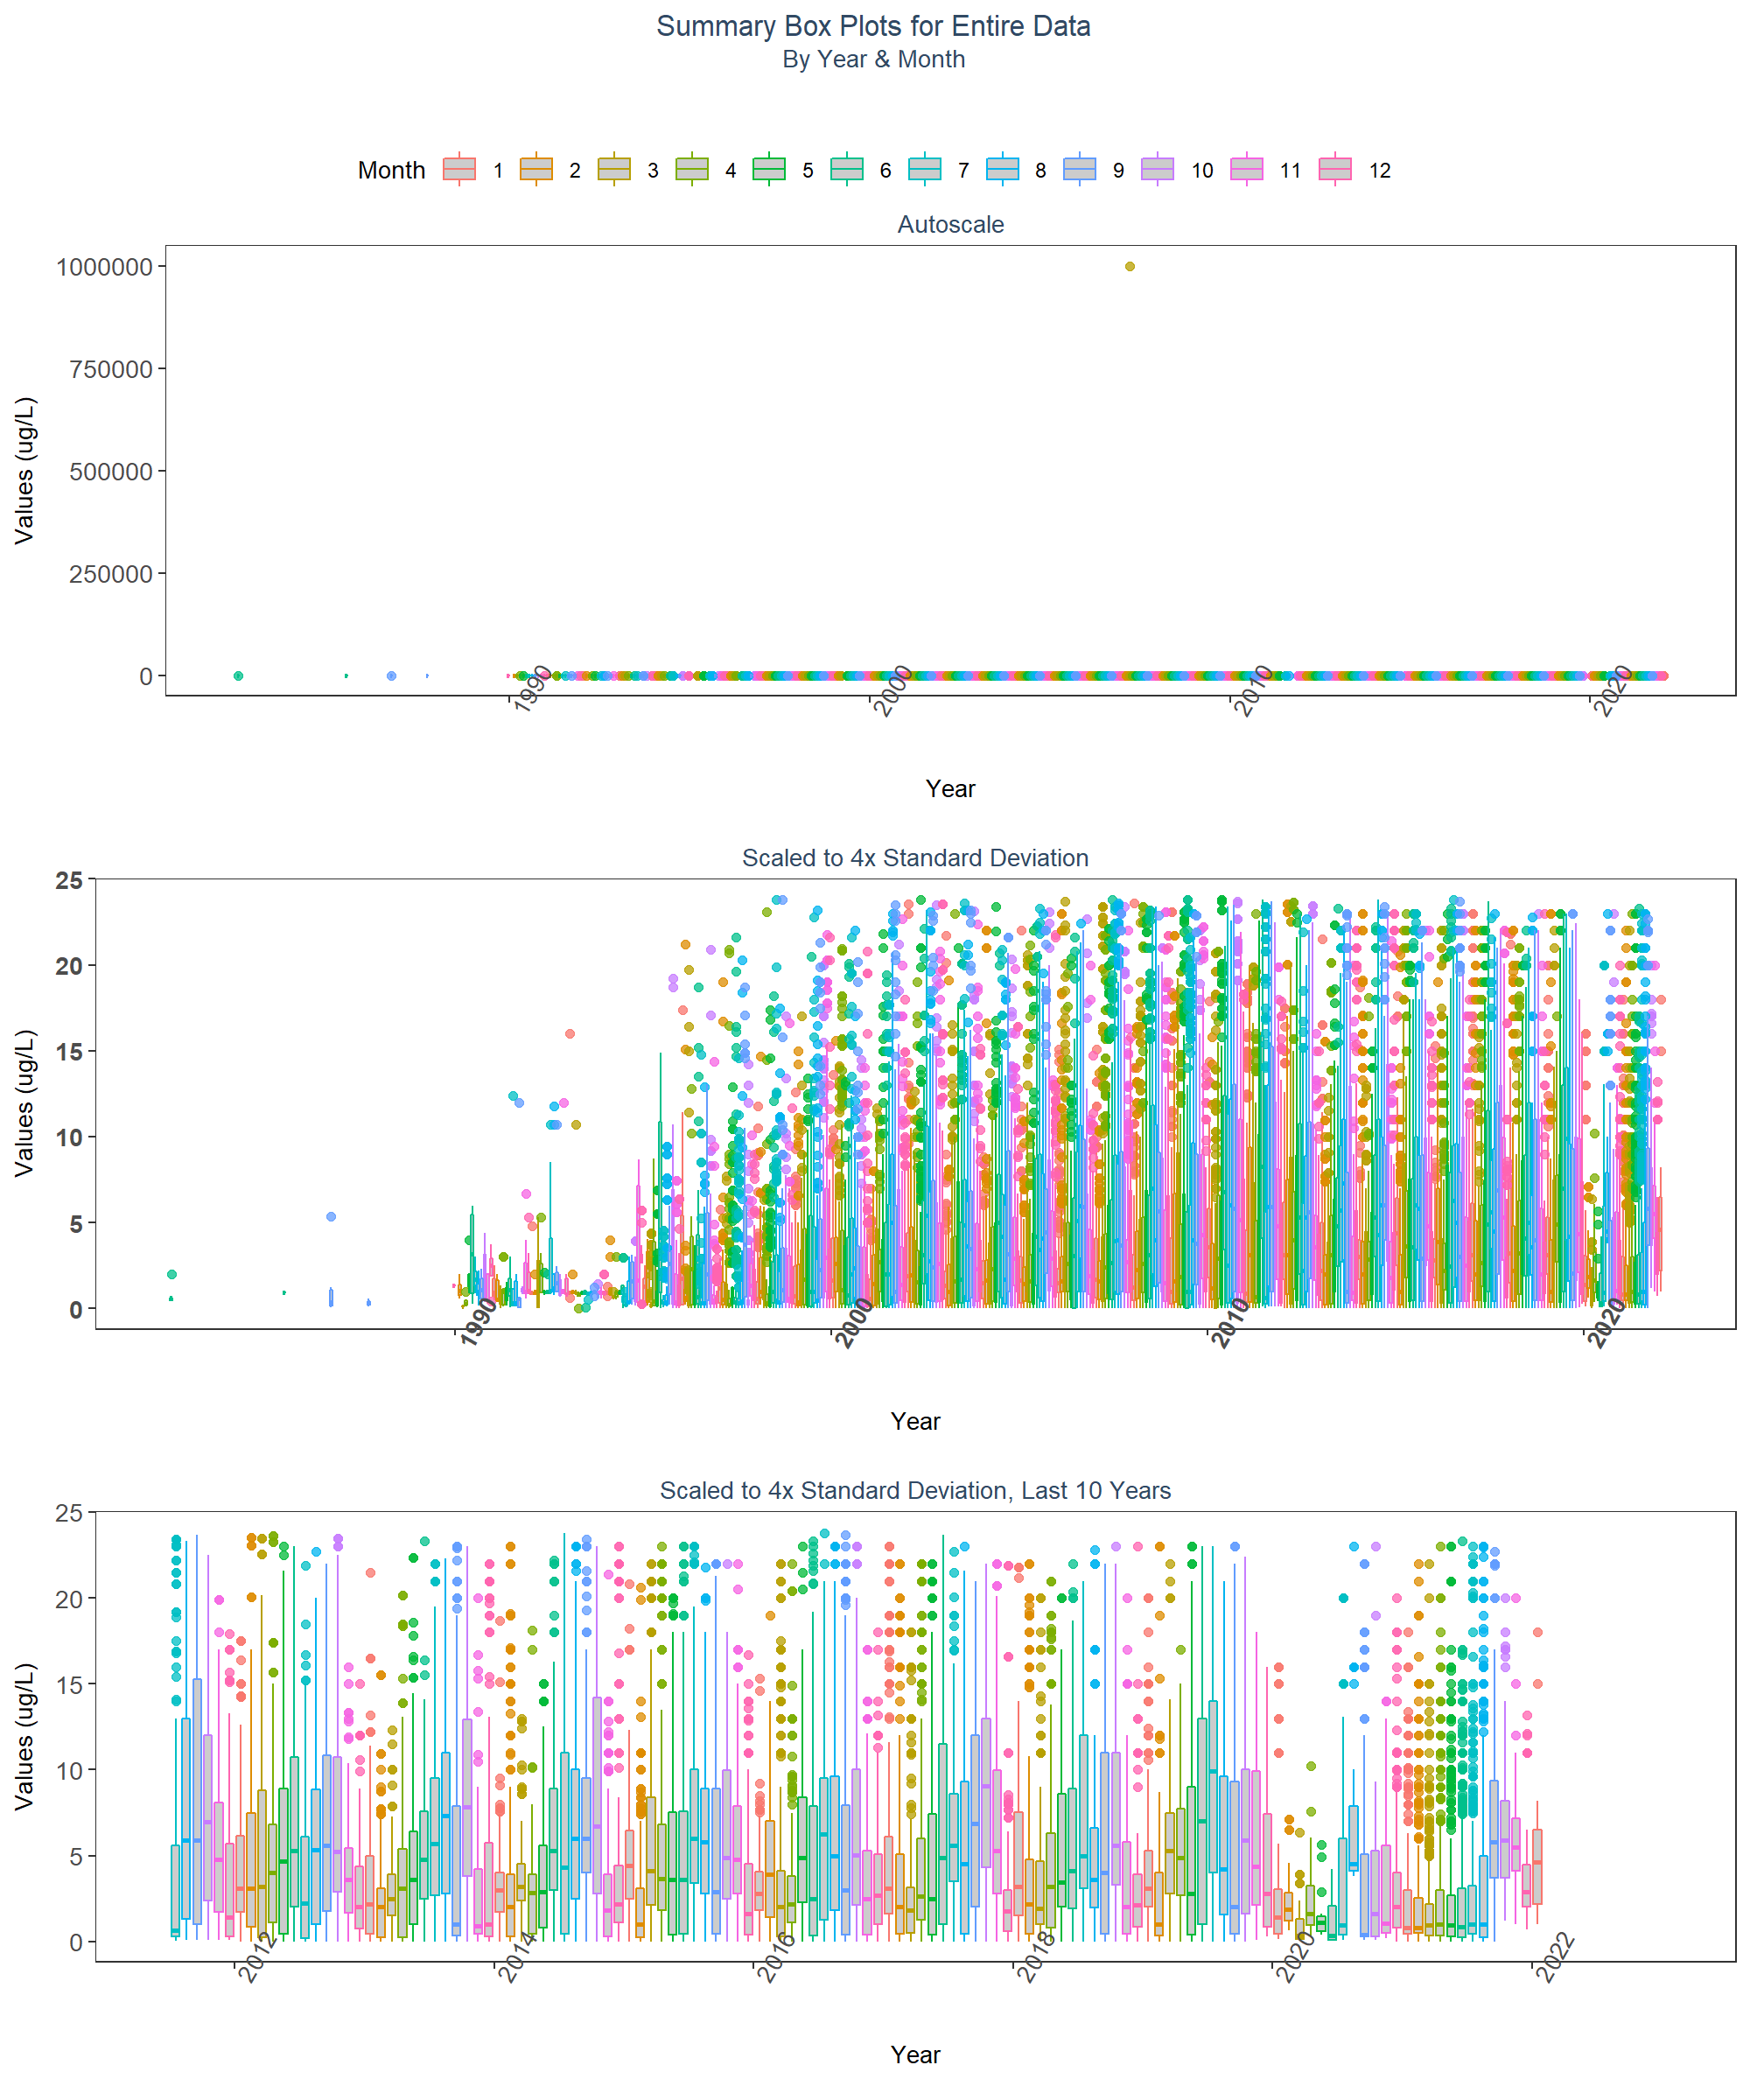 Summary Box Plots for Entire Data
By Year & Month
Month 1 2 3 4 5 6 7 8 9 10 11 12
Autoscale
Values (ug/L)
1000000
750000
500000
250000
0
1990 2000 2010 2020
Year
Scaled to 4x Standard Deviation
Values (ug/L)
25
20
15
10
5
0
1990 2000 2010 2020
Year
Scaled to 4x Standard Deviation, Last 10 Years
Values (ug/L)
25
20
15
10
5
0
2012 2014 2016 2018 2020 2022
Year